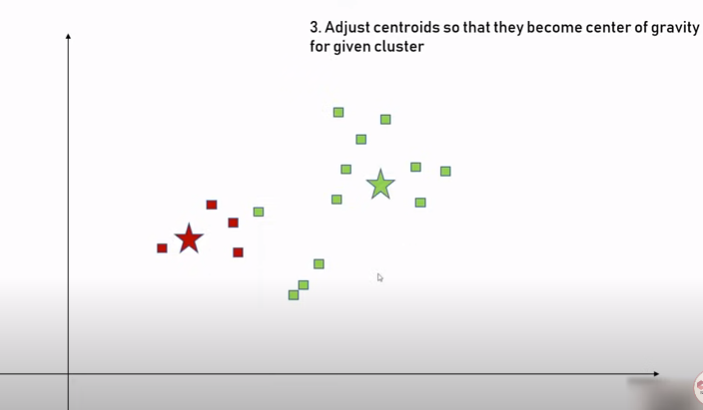 3. Adjust centroids so that they become center of gravity
for given cluster